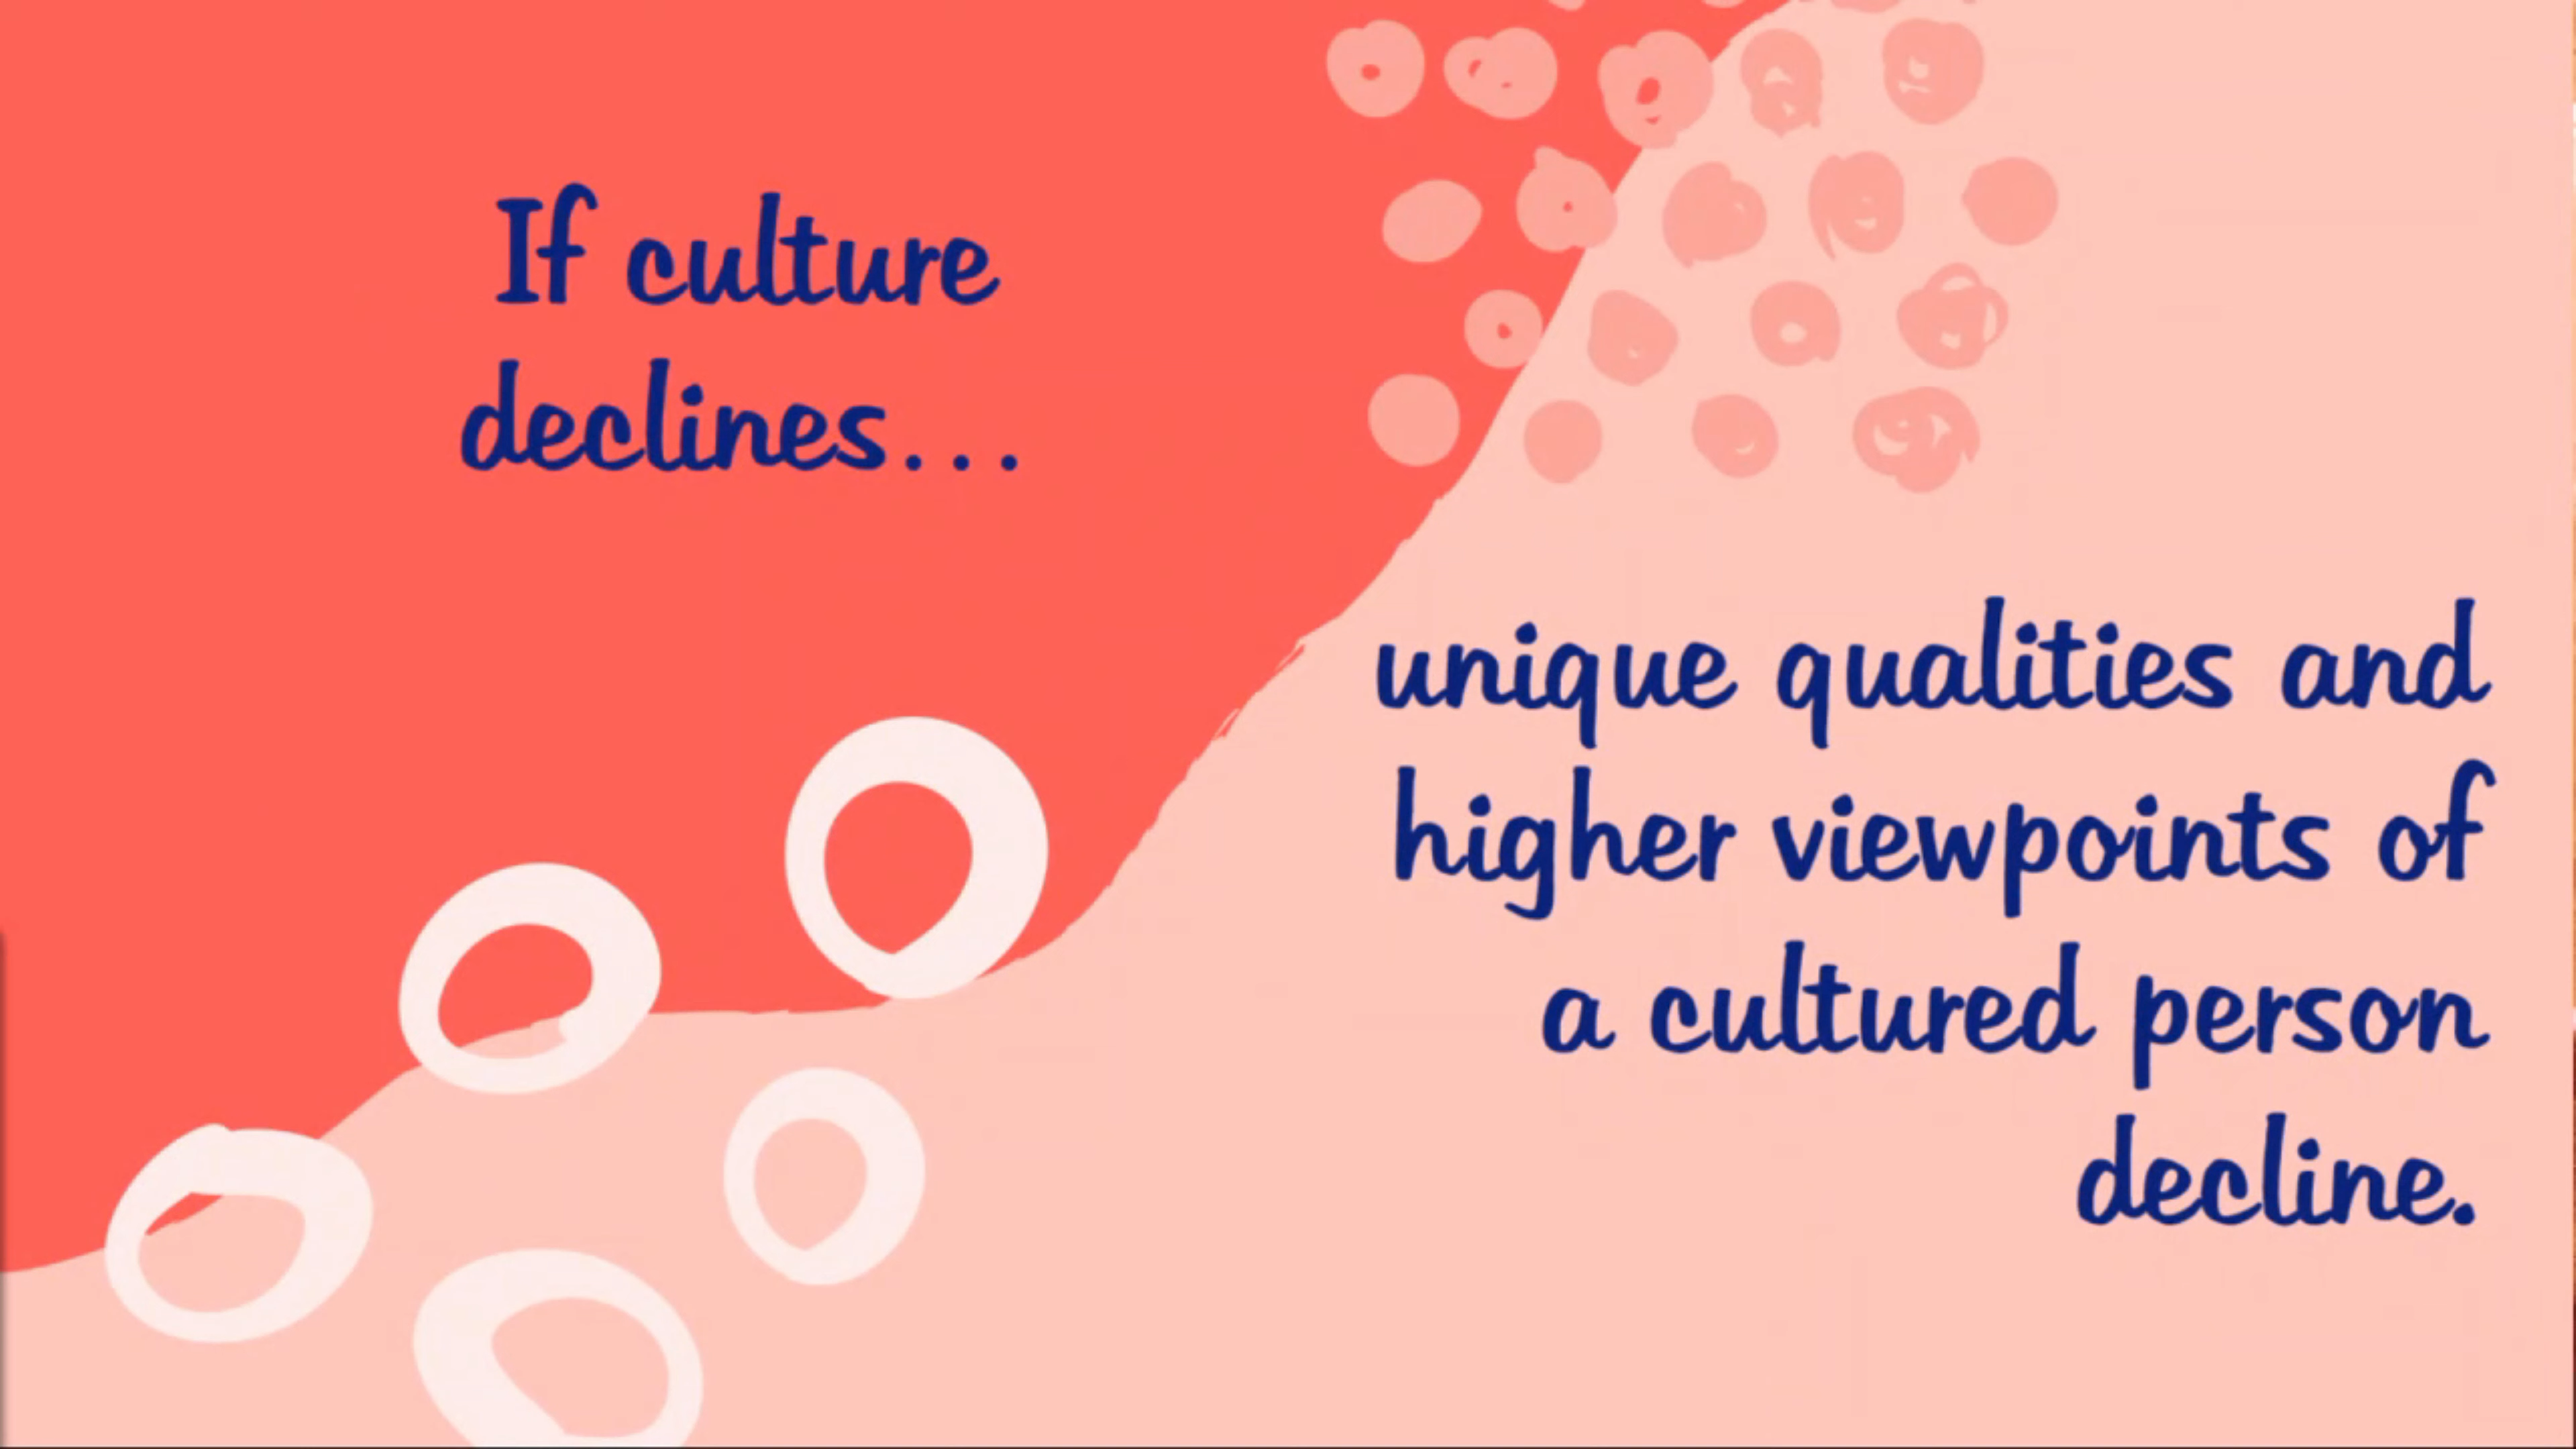 If culture
declines...
unique qualities and
higher viewpoints of
a cultured person
decline.